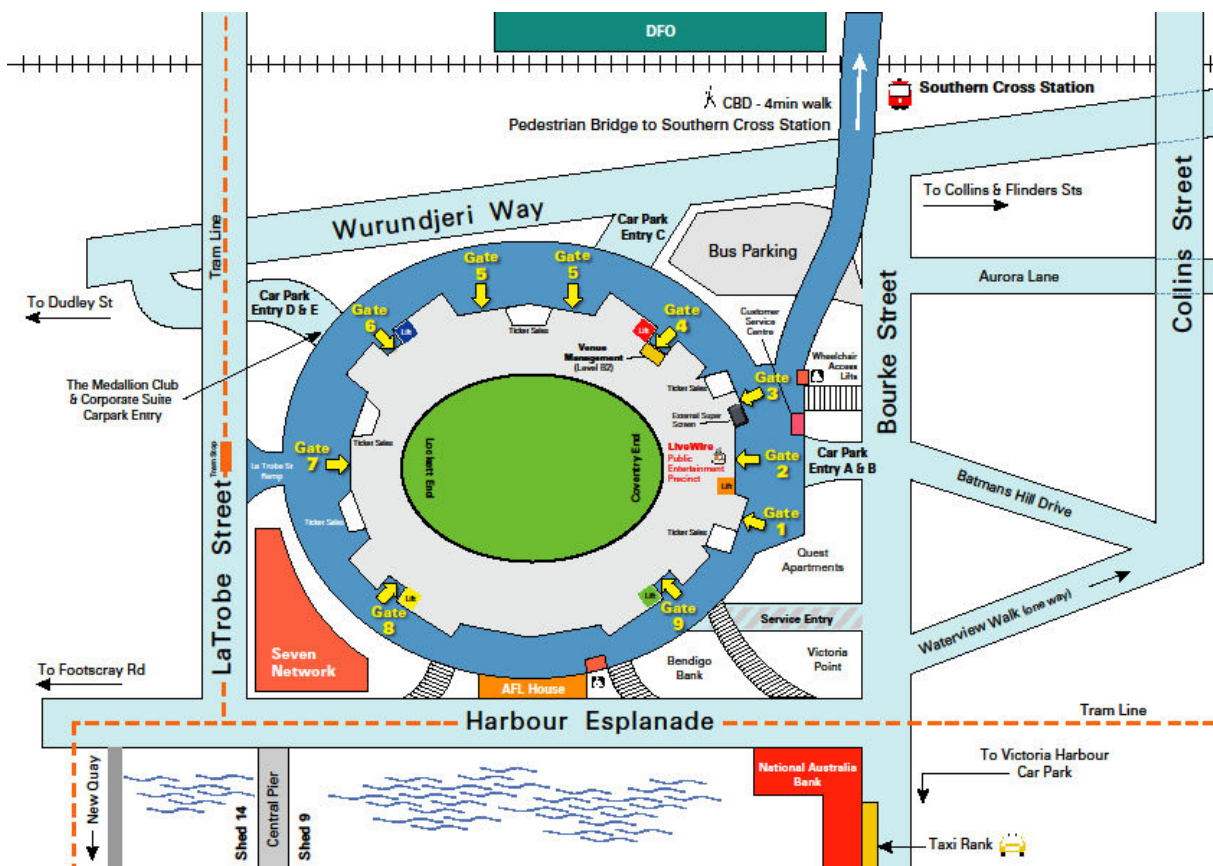 DFO
Southern Cross Station
CBD - 4min walk
Pedestrian Bridge to Southern Cross Station
Tram Line
Wurundjeri Way
Car Park
Entry C
Bus Parking
To Collins & Flinders Sts
Collins Street
Aurora Lane
Bourke Street
To Dudley St
Car Park
Entry D & E
Gate
5
Gate
5
Gate
6
Lift
Ticker Sales
Lift
Gate
4
Customer
Service
Centre
Venue
Management
(Level B2)
Wheelchair
Access
Lifts
The Medallion Club
& Corporate Suite
Carpark Entry
Ticker Sales
Gate
3
External Super
Screen
Ticker Sales
Tram Stop
La Trobe St
Ramp
Gate
7
Lockett End
Coventry End
LiveWire
Public
Entertainment
Precinct
Gate
2
Car Park
Entry A & B
Lift
Batmans Hill Drive
Ticker Sales
Ticker Sales
Gate
1
Quest
Apartments
LaTrobe Street
Lift
Gate
8
Lift
Gate
9
Service Entry
Waterview Walk (one way)
Seven
Network
Bendigo
Bank
Victoria
Point
To Footscray Rd
AFL House
Harbour Esplanade
Tram Line
New Quay
Shed 14
Central Pier
Shed 9
National Australia
Bank
To Victoria Harbour
Car Park
Taxi Rank